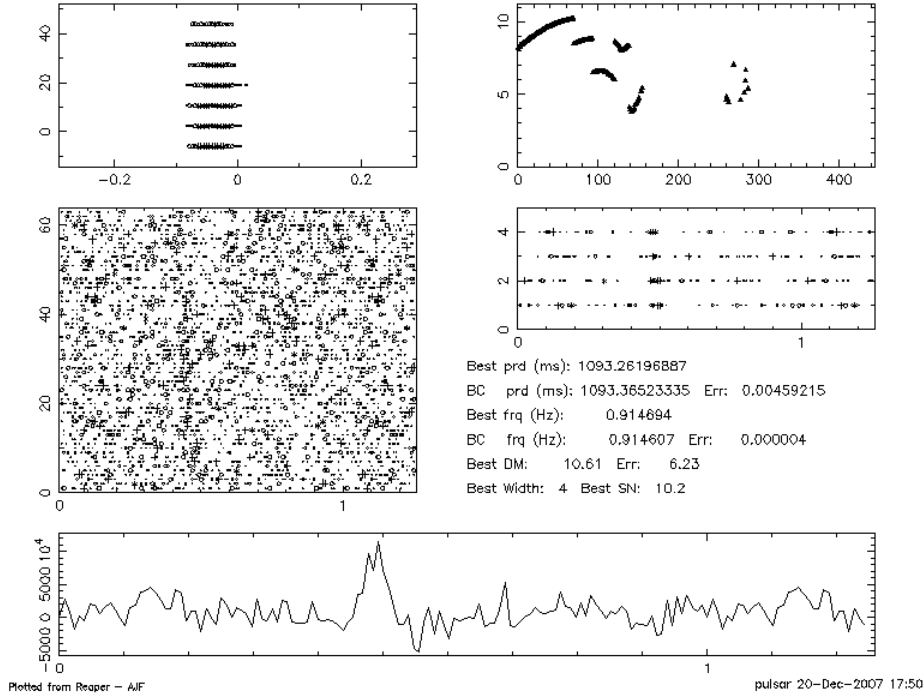 40
20
0
-0.2 0 0.2
10
5
0
0 100 200 300 400
60
40
20
0
0 1
4
2
0
0 1
Best prd (ms): 1093.26196887
BC prd (ms): 1093.36523335 Err: 0.00459215
Best frq (Hz): 0.914694
BC frq (Hz): 0.914607 Err: 0.000004
Best DM: 10.61 Err: 6.23
Best Width: 4 Best SN: 10.2
10⁴
5000
0
-5000
0 1
Plotted from Reaper – AJF
pulsar 20-Dec-2007 17:50